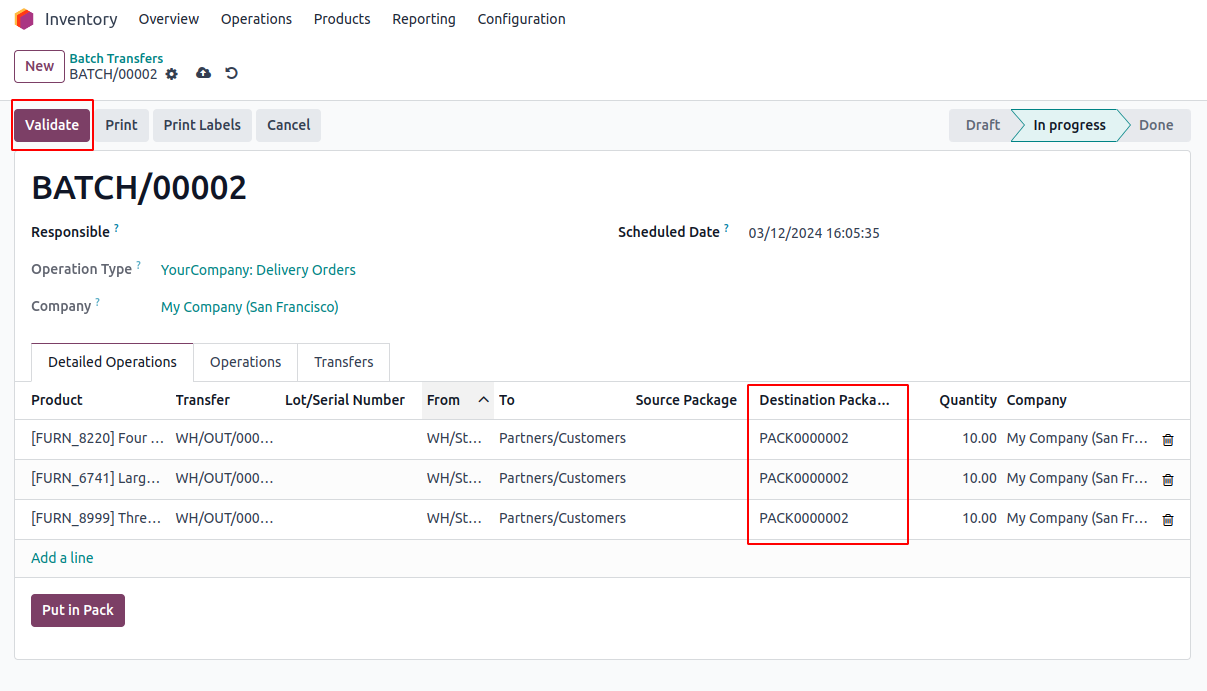 Inventory Overview Operations Products Reporting Configuration
New
Batch Transfers
BATCH/00002
Validate Print Print Labels Cancel Draft In progress Done
BATCH/00002
Responsible ? Scheduled Date ? 03/12/2024 16:05:35
Operation Type ? YourCompany: Delivery Orders
Company ? My Company (San Francisco)
Detailed Operations Operations Transfers
Product Transfer Lot/Serial Number From To Source Package Destination Packa... Quantity Company
[FURN_8220] Four ... WH/OUT/000... WH/St... Partners/Customers PACK0000002 10.00 My Company (San Fr...
[FURN_6741] Larg... WH/OUT/000... WH/St... Partners/Customers PACK0000002 10.00 My Company (San Fr...
[FURN_8999] Thre... WH/OUT/000... WH/St... Partners/Customers PACK0000002 10.00 My Company (San Fr...
Add a line
Put in Pack